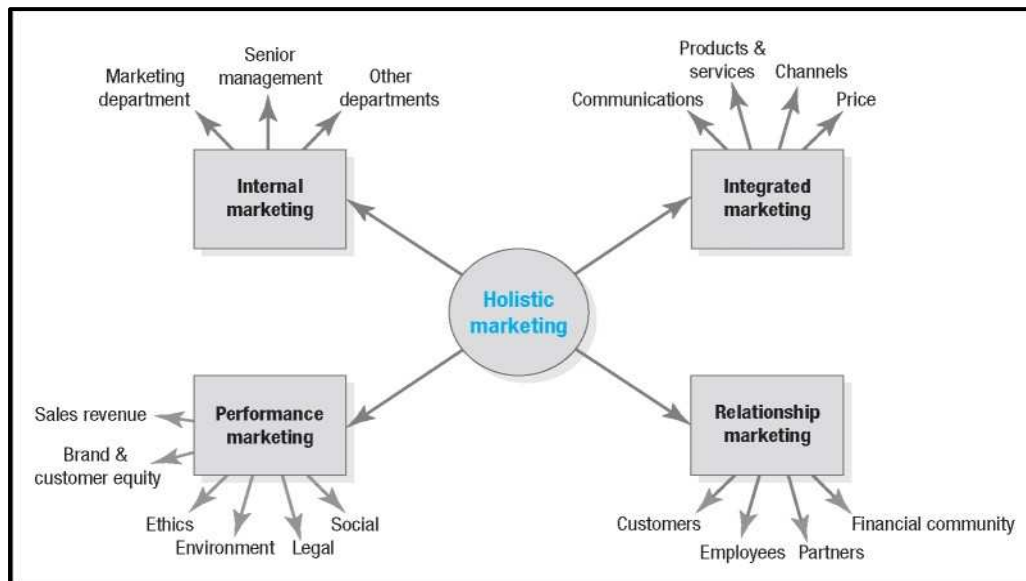 Marketing
department
Senior
management
Other
departments
Internal
marketing
Communications
Products &
services
Channels
Price
Integrated
marketing
Holistic
marketing
Sales revenue
Brand &
customer equity
Ethics
Environment
Legal
Social
Performance
marketing
Relationship
marketing
Customers
Employees
Partners
Financial community